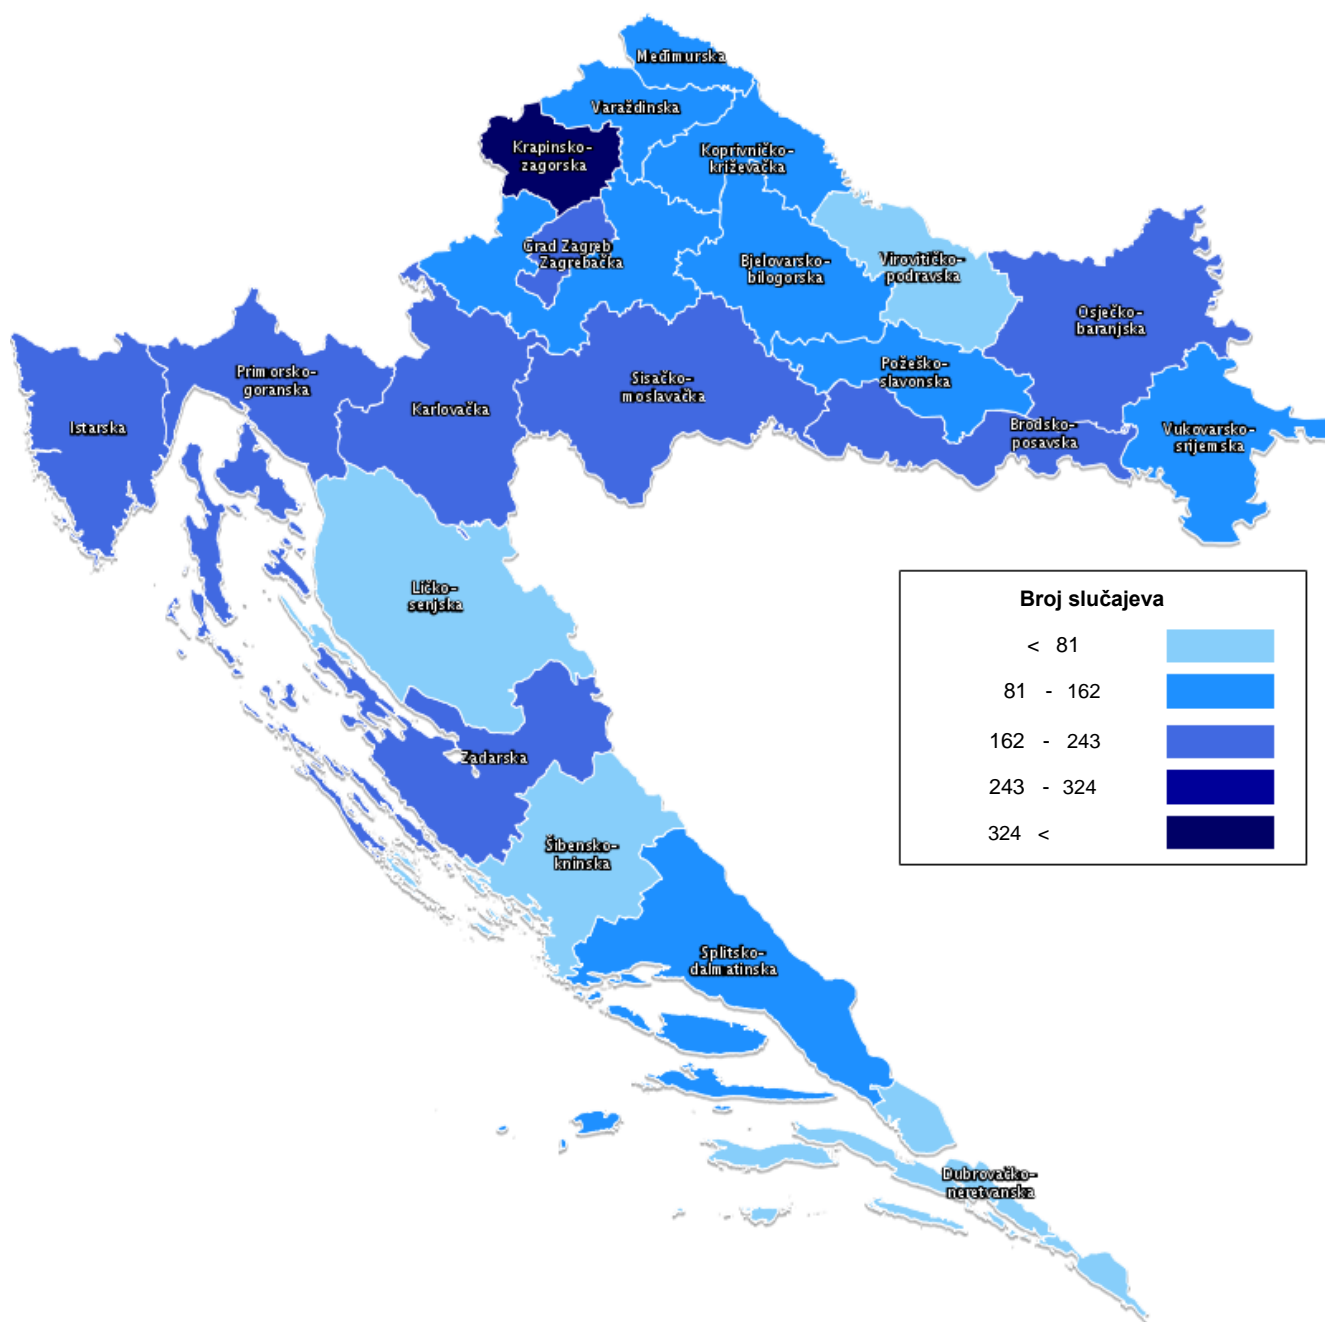 Međimurska
Varaždinska
Krapinsko-
zagorska
Koprivničko-
križevačka
Grad Zagreb
Zagrebačka
Bjelovarsko-
bilogorska
Virovitičko-
podravska
Osječko-
baranjska
Primorsko-
goranska
Istarska
Karlovačka
Sisačko-
moslavačka
Požeško-
slavonska
Brodsko-
posavska
Vukovarsko-
srijemska
Ličko-
senjska
Zadarska
Šibensko-
kninska
Splitsko-
dalmatinska
Dubrovačko-
neretvanska
Broj slučajeva
< 81
81 - 162
162 - 243
243 - 324
324 <